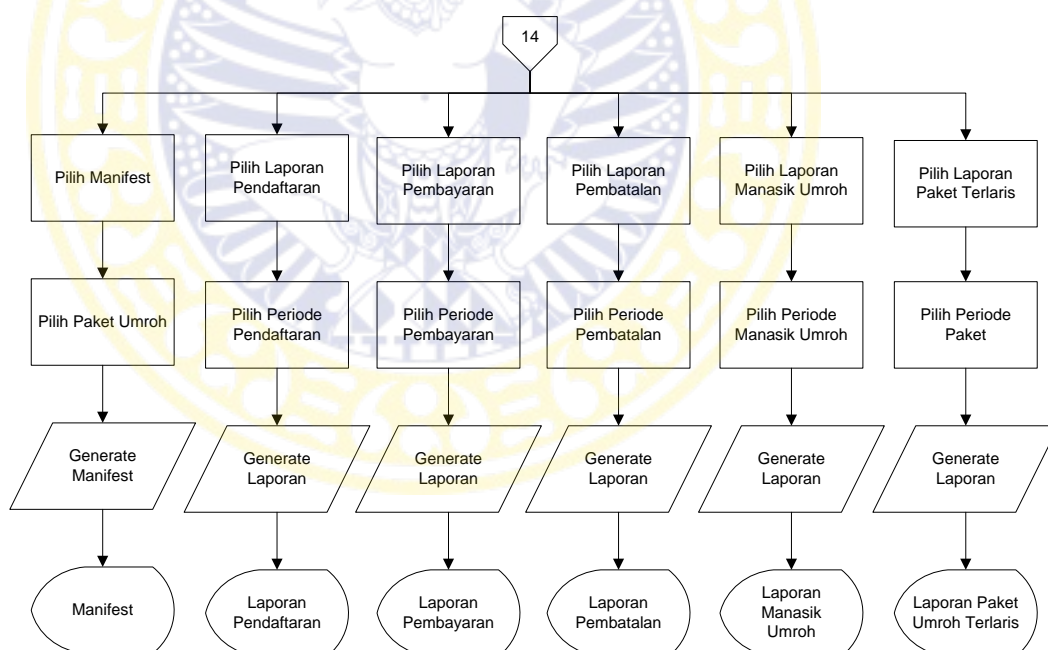 14
Pilih Manifest
Pilih Laporan
Pendaftaran
Pilih Laporan
Pembayaran
Pilih Laporan
Pembatalan
Pilih Laporan
Manasik Umroh
Pilih Laporan
Paket Terlaris
Pilih Paket Umroh
Pilih Periode
Pendaftaran
Pilih Periode
Pembayaran
Pilih Periode
Pembatalan
Pilih Periode
Manasik Umroh
Pilih Periode
Paket
Generate
Manifest
Generate
Laporan
Generate
Laporan
Generate
Laporan
Generate
Laporan
Generate
Laporan
Manifest
Laporan
Pendaftaran
Laporan
Pembayaran
Laporan
Pembatalan
Laporan
Manasik
Umroh
Laporan Paket
Umroh Terlaris